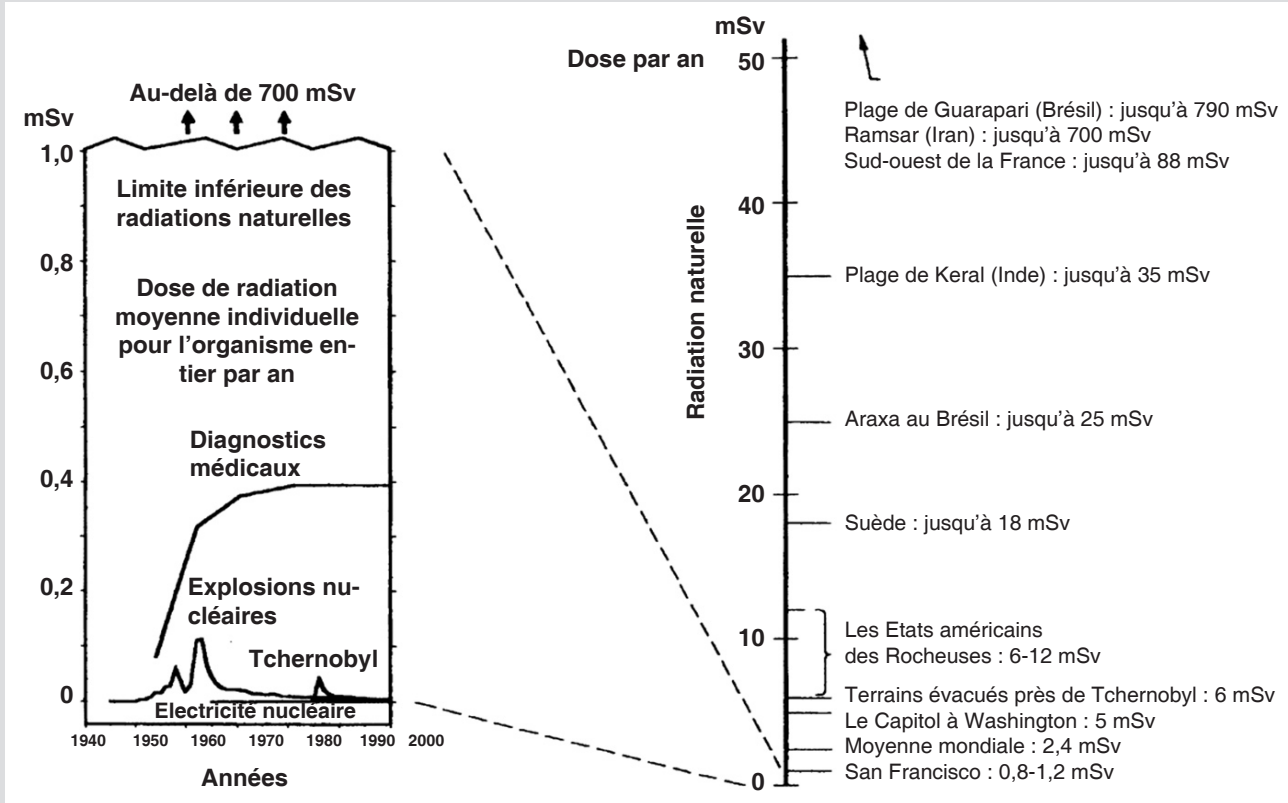 Au-delà de 700 mSv
mSv
1,0
Limite inférieure des
radiations naturelles
0,8
Dose de radiation
moyenne individuelle
pour l'organisme en-
tier par an
0,6
Diagnostics
médicaux
0,4
0,2
Explosions nu-
cléaires
Tchernobyl
0
Electricité nucléaire
1940 1950 1960 1970 1980 1990 2000
Années
mSv
Dose par an
50
Plage de Guarapari (Brésil) : jusqu'à 790 mSv
Ramsar (Iran) : jusqu'à 700 mSv
Sud-ouest de la France : jusqu'à 88 mSv
40
Radiation naturelle
Plage de Keral (Inde) : jusqu'à 35 mSv
30
Araxa au Brésil : jusqu'à 25 mSv
20
Suède : jusqu'à 18 mSv
10
Les Etats américains
des Rocheuses : 6-12 mSv
Terrains évacués près de Tchernobyl : 6 mSv
Le Capitol à Washington : 5 mSv
Moyenne mondiale : 2,4 mSv
San Francisco : 0,8-1,2 mSv
0